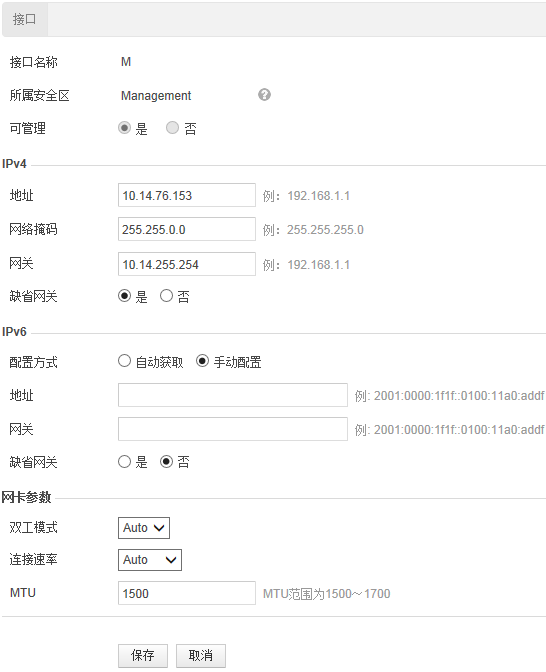 接口
接口名称 M
所属安全区 Management ?
可管理 是 否
IPv4
地址 10.14.76.153 例：192.168.1.1
网络掩码 255.255.0.0 例：255.255.255.0
网关 10.14.255.254 例：192.168.1.1
缺省网关 是 否
IPv6
配置方式 自动获取 手动配置
地址 例: 2001:0000:1f1f::0100:11a0:addf
网关 例: 2001:0000:1f1f::0100:11a0:addf
缺省网关 是 否
网卡参数
双工模式 Auto
连接速率 Auto
MTU 1500 MTU范围为1500～1700
保存 取消